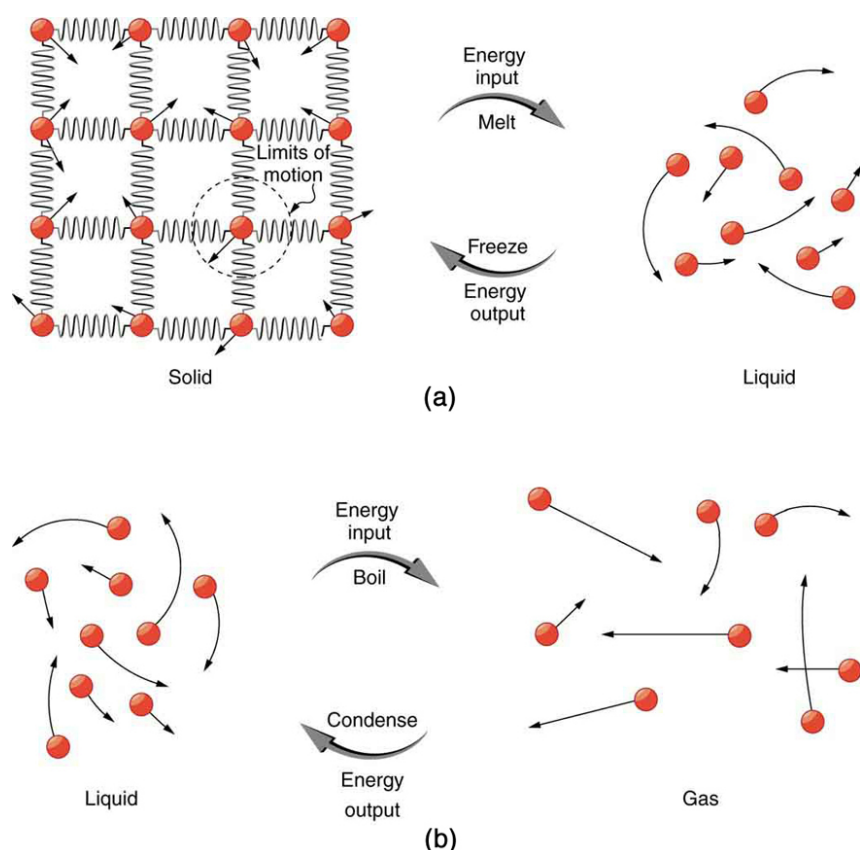 Energy
input
Melt
Limits of
motion
Freeze
Energy
output
Solid
Liquid
(a)
Energy
input
Boil
Condense
Energy
output
Liquid
Gas
(b)